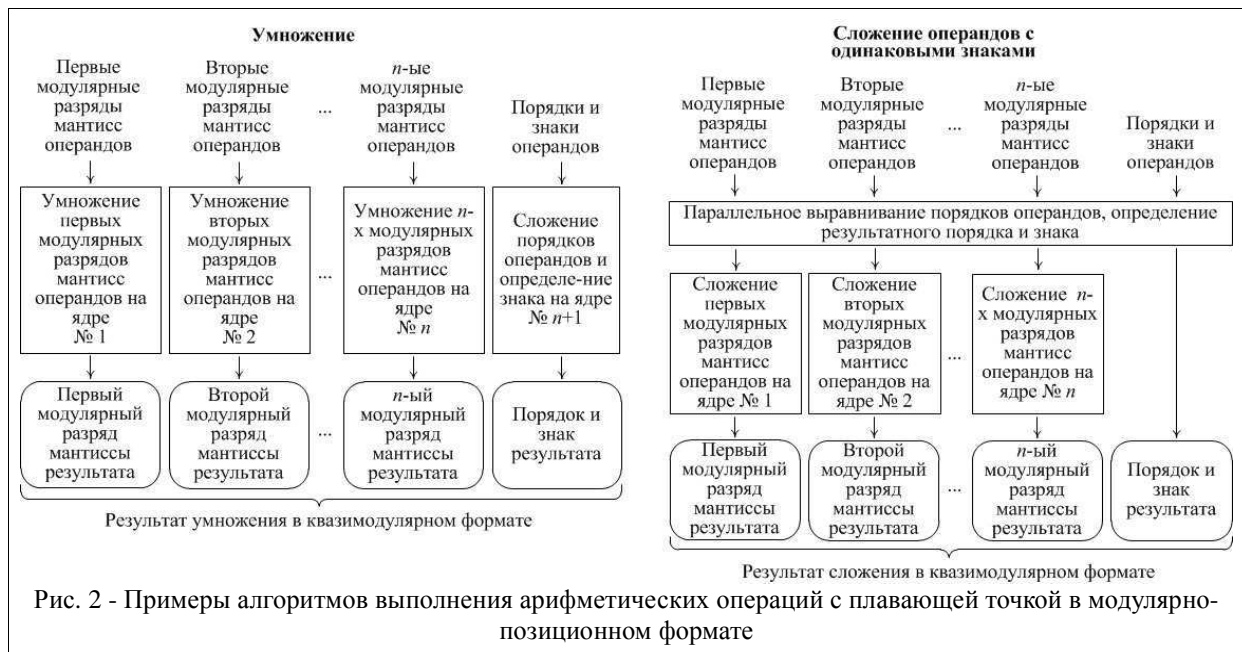 Умножение
Первые
модулярные
разряды
мантисс
операндов
Вторые
модулярные
разряды
мантисс
операндов
...
n-ые
модулярные
разряды
мантисс
операндов
Порядки и
знаки
операндов
Умножение
первых
модулярных
разрядов
мантисс
операндов на
ядре
№ 1
Умножение
вторых
модулярных
разрядов
мантисс
операндов на
ядре
№ 2
...
Умножение n-
х модулярных
разрядов
мантисс
операндов на
ядре
№ n
Сложение
порядков
операндов и
определе-ние
знака на ядре
№ n+1
Первый
модулярный
разряд
мантиссы
результата
Второй
модулярный
разряд
мантиссы
результата
...
n-ый
модулярный
разряд
мантиссы
результата
Порядок и
знак
результата
Результат умножения в квазимодулярном формате
Сложение операндов с
одинаковыми знаками
Первые
модулярные
разряды
мантисс
операндов
Вторые
модулярные
разряды
мантисс
операндов
...
n-ые
модулярные
разряды
мантисс
операндов
Порядки и
знаки
операндов
Параллельное выравнивание порядков операндов, определение
результатного порядка и знака
Сложение
первых
модулярных
разрядов
мантисс
операндов на
ядре № 1
Сложение
вторых
модулярных
разрядов
мантисс
операндов на
ядре № 2
...
Сложение n-
х модулярных
разрядов
мантисс
операндов на
ядре № n
Первый
модулярный
разряд
мантиссы
результата
Второй
модулярный
разряд
мантиссы
результата
...
n-ый
модулярный
разряд
мантиссы
результата
Порядок и
знак
результата
Результат сложения в квазимодулярном формате
Рис. 2 - Примеры алгоритмов выполнения арифметических операций с плавающей точкой в модулярно-
позиционном формате